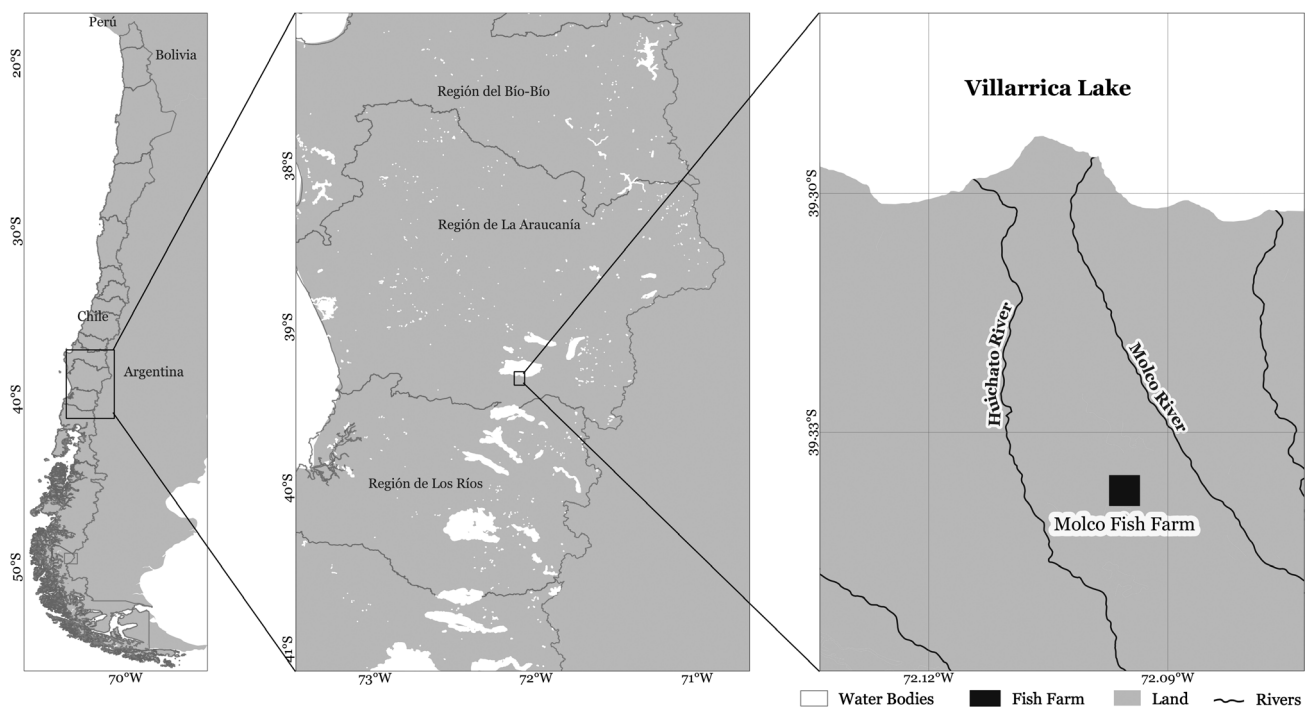 Perú
Bolivia
Chile
Argentina
20°S
30°S
40°S
50°S
70°W
Región del Bío-Bío
Región de La Araucanía
Región de Los Ríos
38°S
39°S
40°S
41°S
73°W
72°W
71°W
Villarrica Lake
Huichato River
Molco River
Molco Fish Farm
39.30°S
39.33°S
72.12°W
72.09°W
Water Bodies
Fish Farm
Land
Rivers